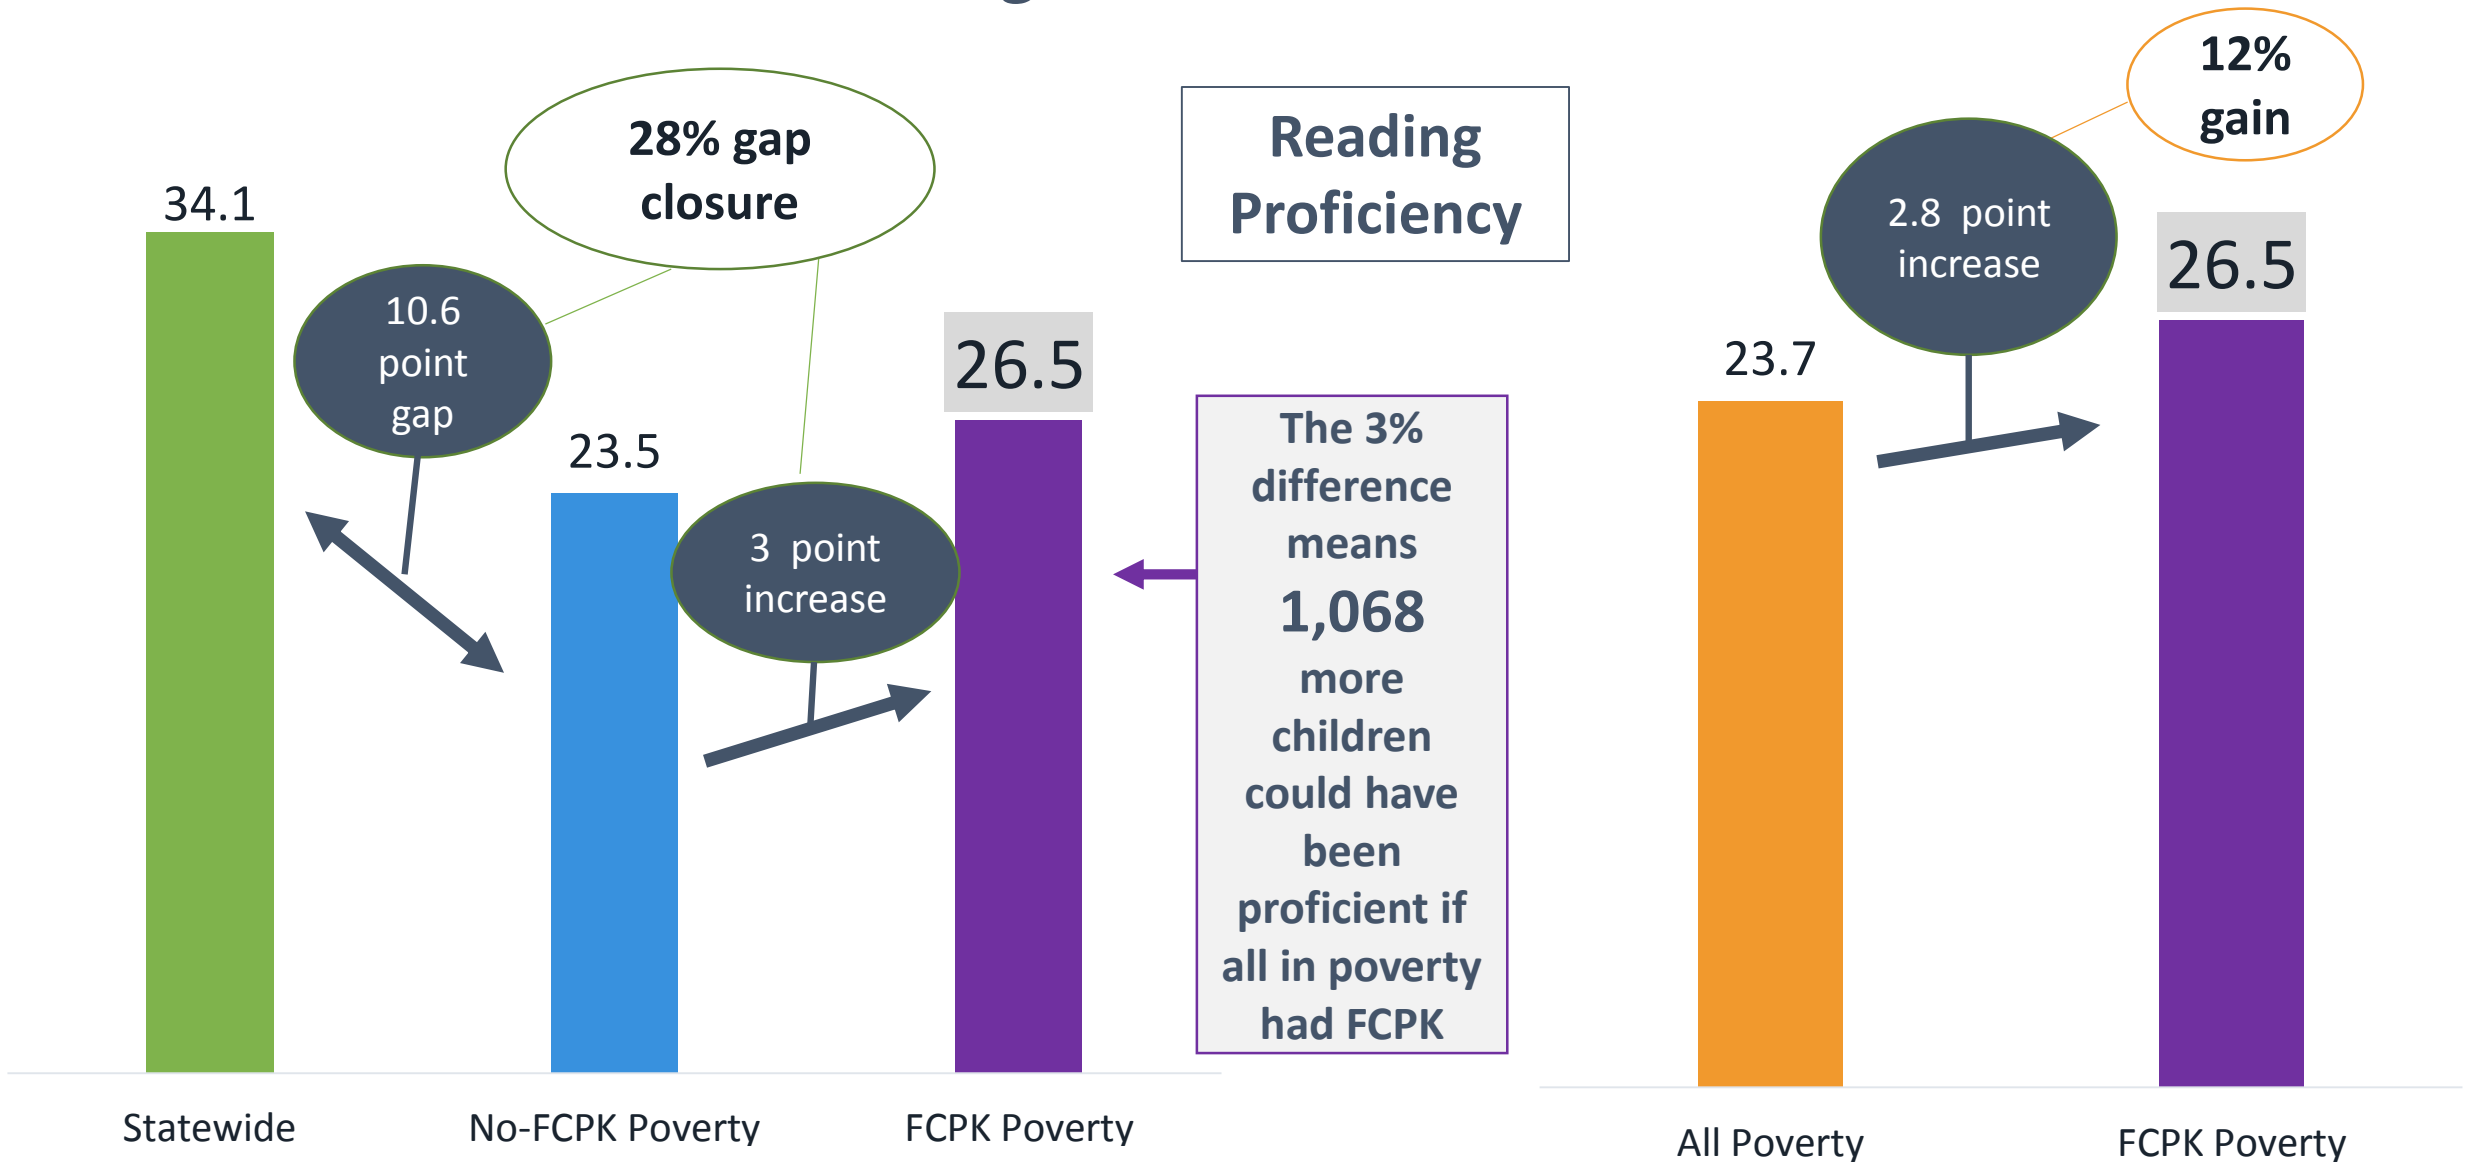 34.1
28% gap
closure
10.6
point
gap
23.5
3 point
increase
26.5
Reading
Proficiency
The 3%
difference
means
1,068
more
children
could have
been
proficient if
all in poverty
had FCPK
Statewide
No-FCPK Poverty
FCPK Poverty
12%
gain
2.8 point
increase
23.7
26.5
All Poverty
FCPK Poverty